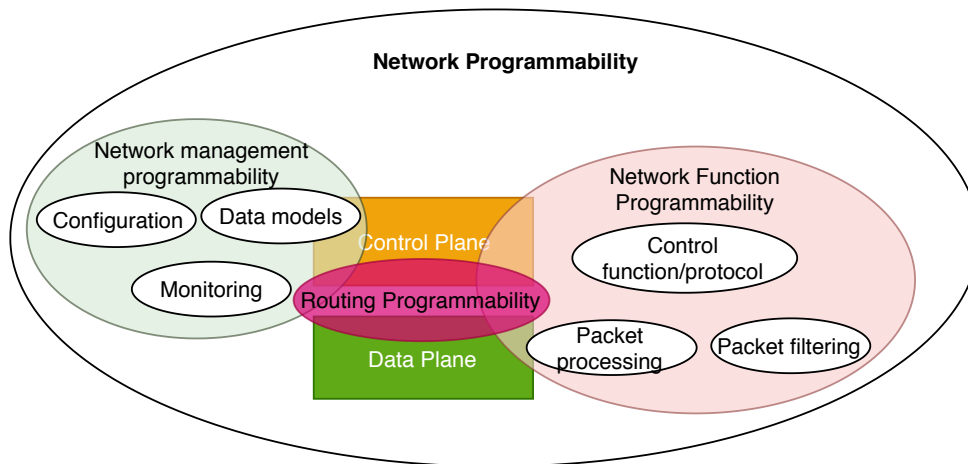 Network Programmability
Network management
programmability
Configuration
Data models
Monitoring
Control Plane
Routing Programmability
Data Plane
Network Function
Programmability
Control
function/protocol
Packet
processing
Packet filtering